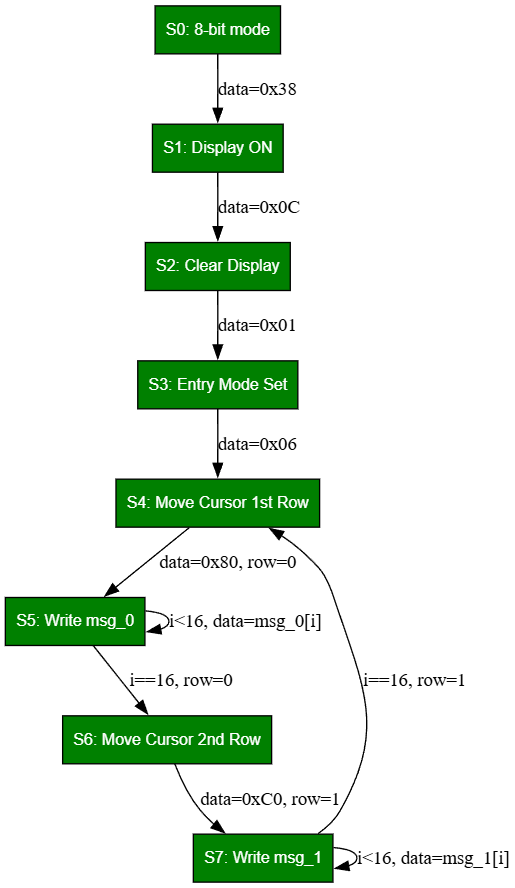 S0: 8-bit mode
data=0x38
S1: Display ON
data=0x0C
S2: Clear Display
data=0x01
S3: Entry Mode Set
data=0x06
S4: Move Cursor 1st Row
data=0x80, row=0
S5: Write msg_0
i<16, data=msg_0[i]
i==16, row=0
i==16, row=1
S6: Move Cursor 2nd Row
data=0xC0, row=1
S7: Write msg_1
i<16, data=msg_1[i]